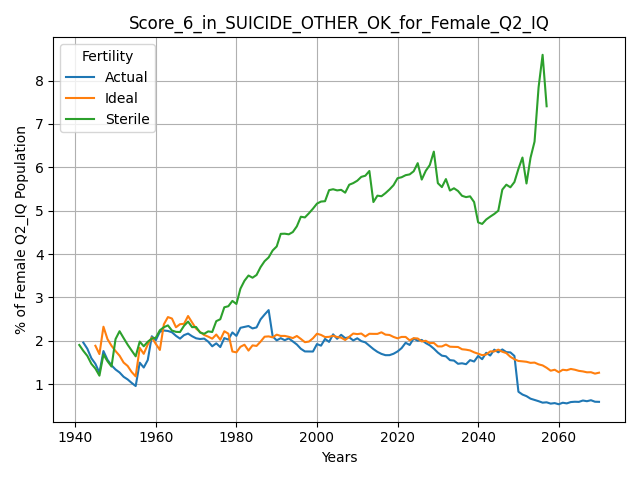 Score_6_in_SUICIDE_OTHER_OK_for_Female_Q2_IQ
Fertility
Actual
Ideal
Sterile
% of Female Q2_IQ Population
8
7
6
5
4
3
2
1
1940
1960
1980
2000
2020
2040
2060
Years